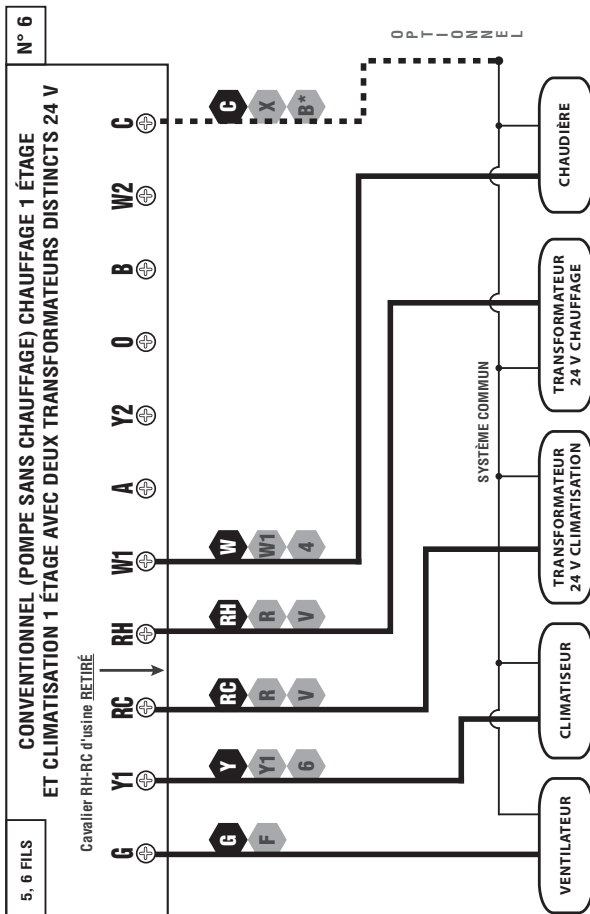 5, 6 FILS
N° 6
CONVENTIONNEL (POMPE SANS CHAUFFAGE) CHAUFFAGE 1 ÉTAGE
ET CLIMATISATION 1 ÉTAGE AVEC DEUX TRANSFORMATEURS DISTINCTS 24 V
Cavalier RH-RC d'usine RETIRÉ
G Y1 RC RH W1 A Y2 O B W2 C
G Y RC RH W C
F Y1 R R W1 X
6 V V 4 B*
OPTIONNEL
SYSTÈME COMMUN
VENTILATEUR
CLIMATISEUR
TRANSFORMATEUR
24 V CLIMATISATION
TRANSFORMATEUR
24 V CHAUFFAGE
CHAUDIÈRE